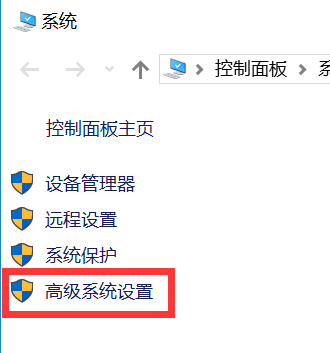 系统
控制面板
控制面板主页
设备管理器
远程设置
系统保护
高级系统设置